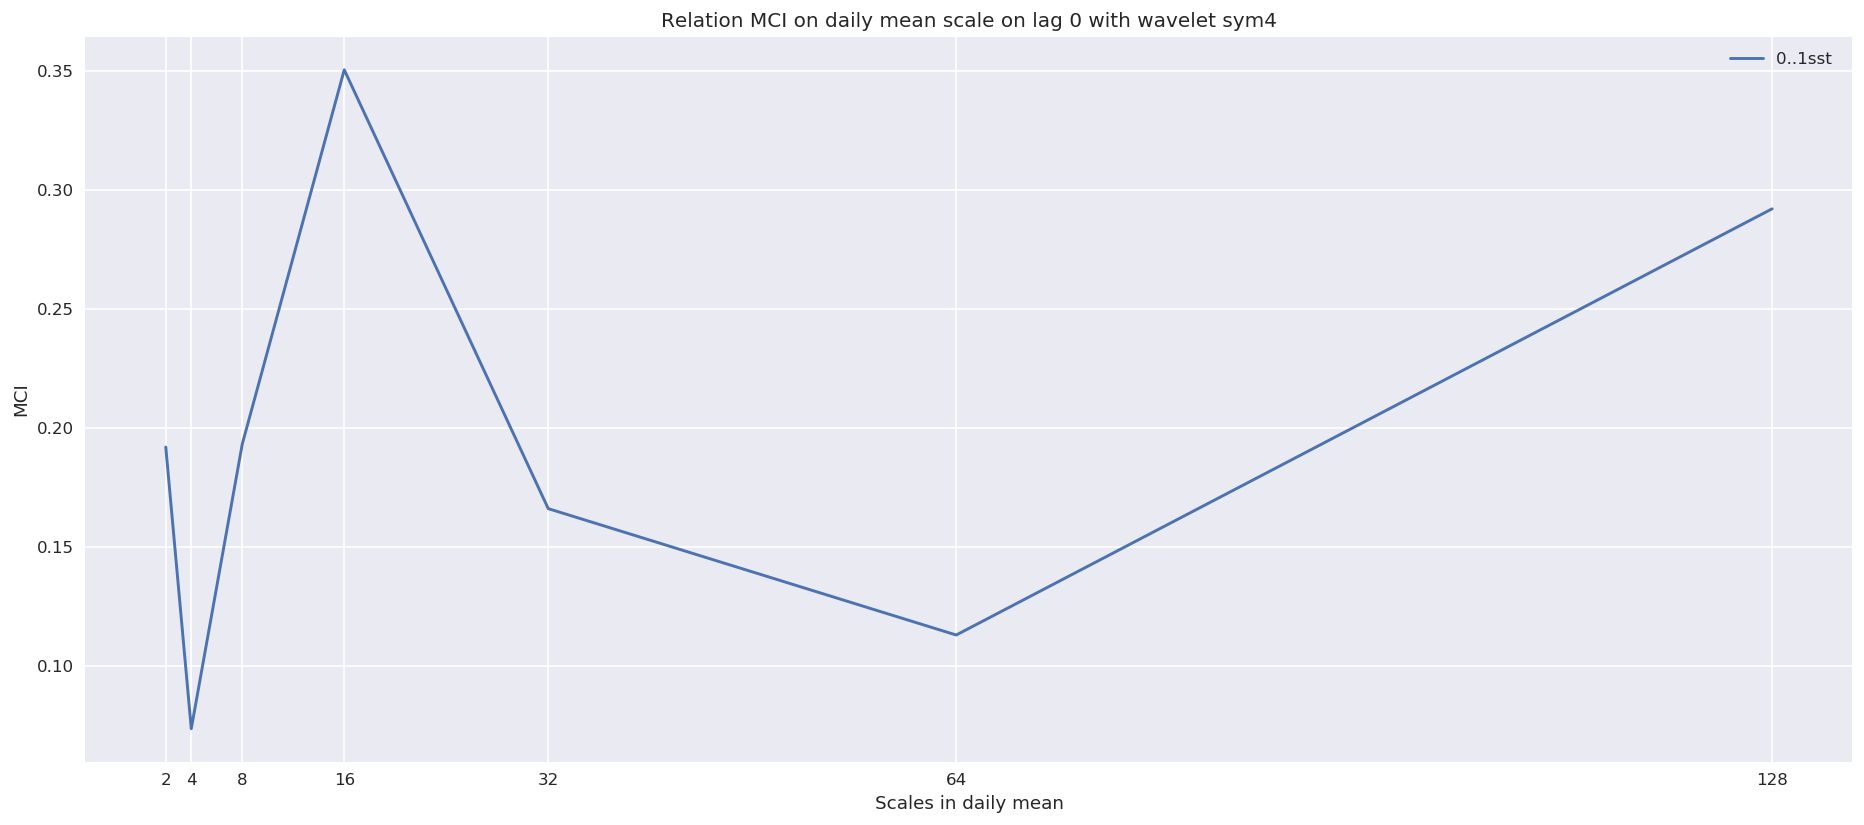 Relation MCI on daily mean scale on lag 0 with wavelet sym4
0..1sst
0.35
0.30
0.25
0.20
0.15
0.10
MCI
2 4 8 16 32 64 128
Scales in daily mean